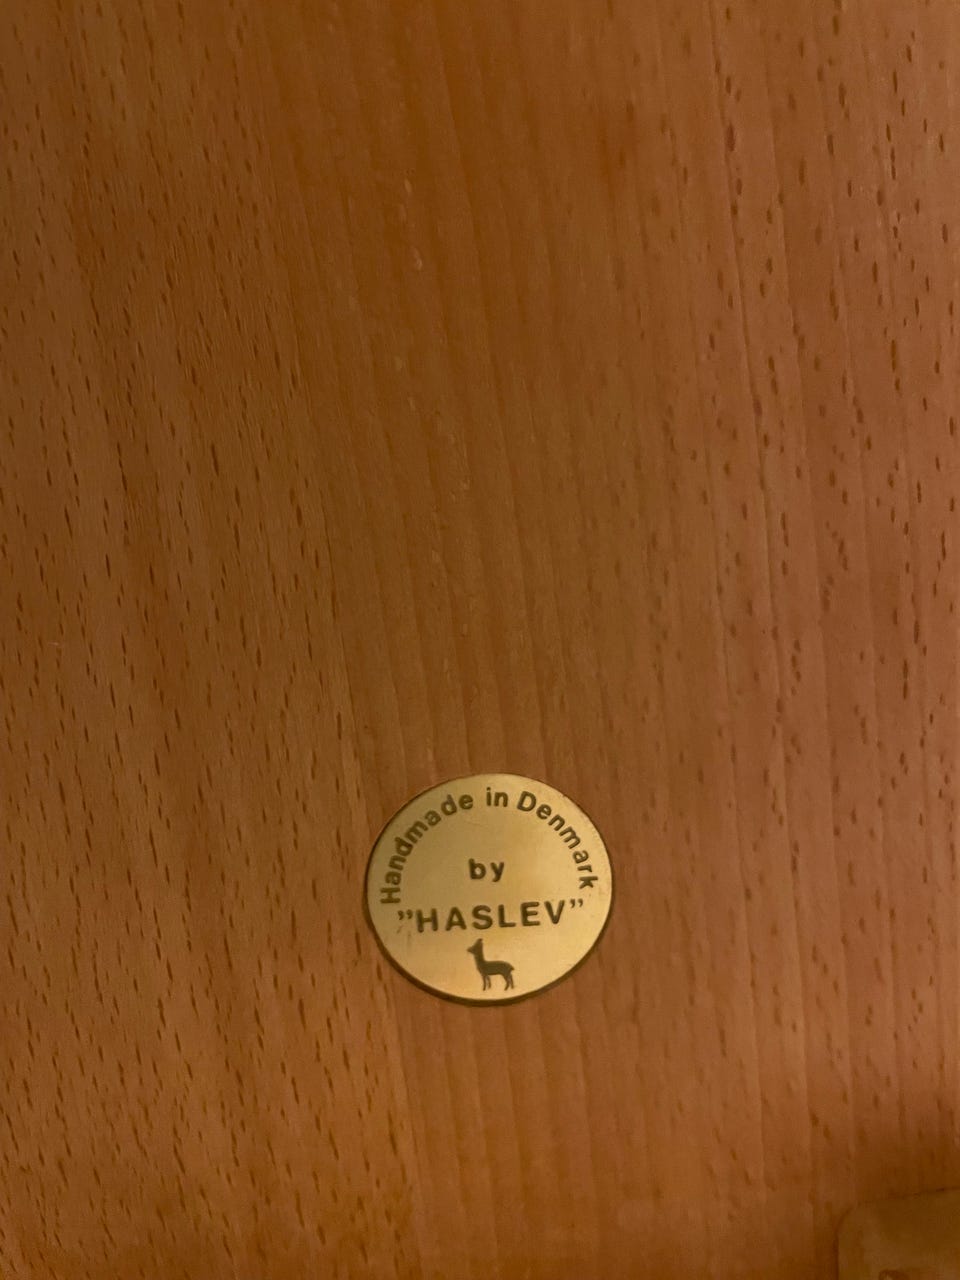 Handmade in Denmark
by
”HASLEV”